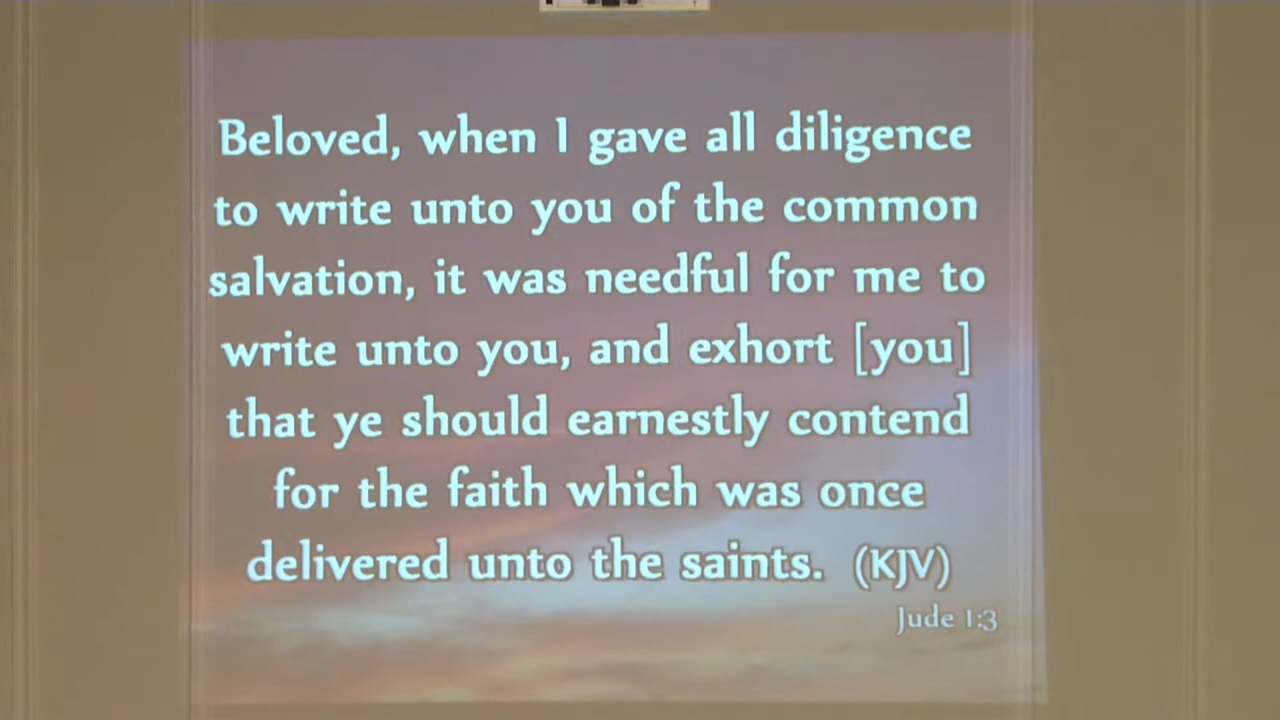 Beloved, when I gave all diligence
to write unto you of the common
salvation, it was needful for me to
write unto you, and exhort [you]
that ye should earnestly contend
for the faith which was once
delivered unto the saints. (KJV)
Jude 1:3